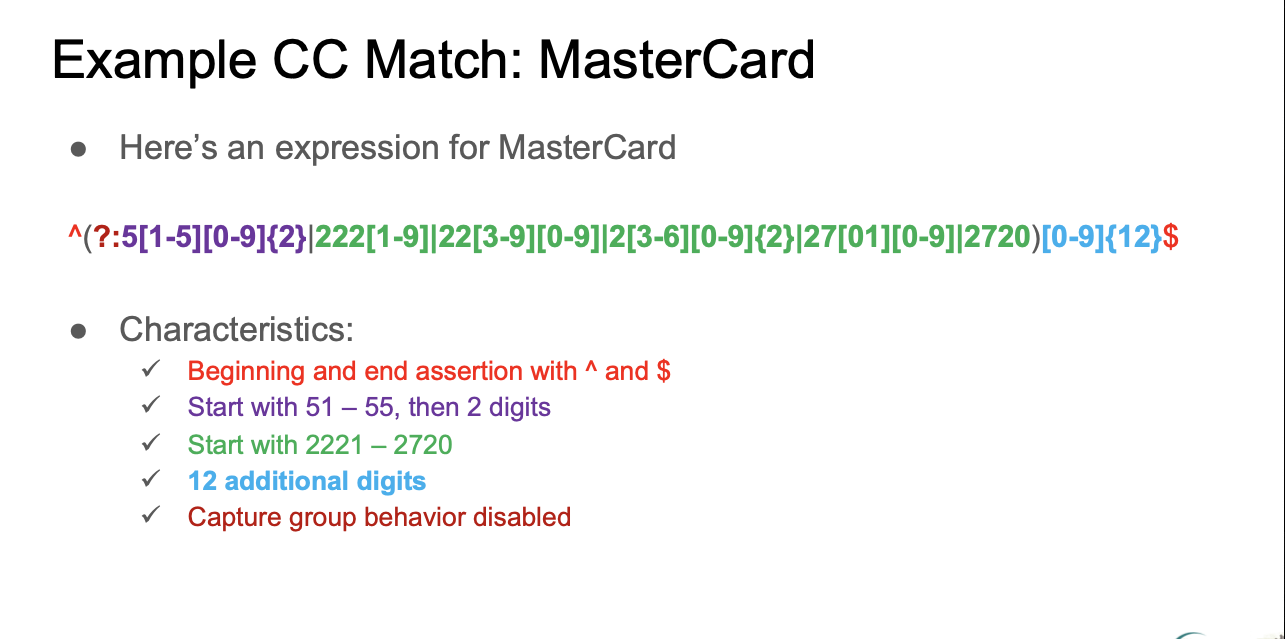 Example CC Match: MasterCard
● Here’s an expression for MasterCard
^(?:5[1-5][0-9]{2}|222[1-9]|22[3-9][0-9]|2[3-6][0-9]{2}|27[01][0-9]|2720)[0-9]{12}$
● Characteristics:
✓ Beginning and end assertion with ^ and $
✓ Start with 51 – 55, then 2 digits
✓ Start with 2221 – 2720
✓ 12 additional digits
✓ Capture group behavior disabled